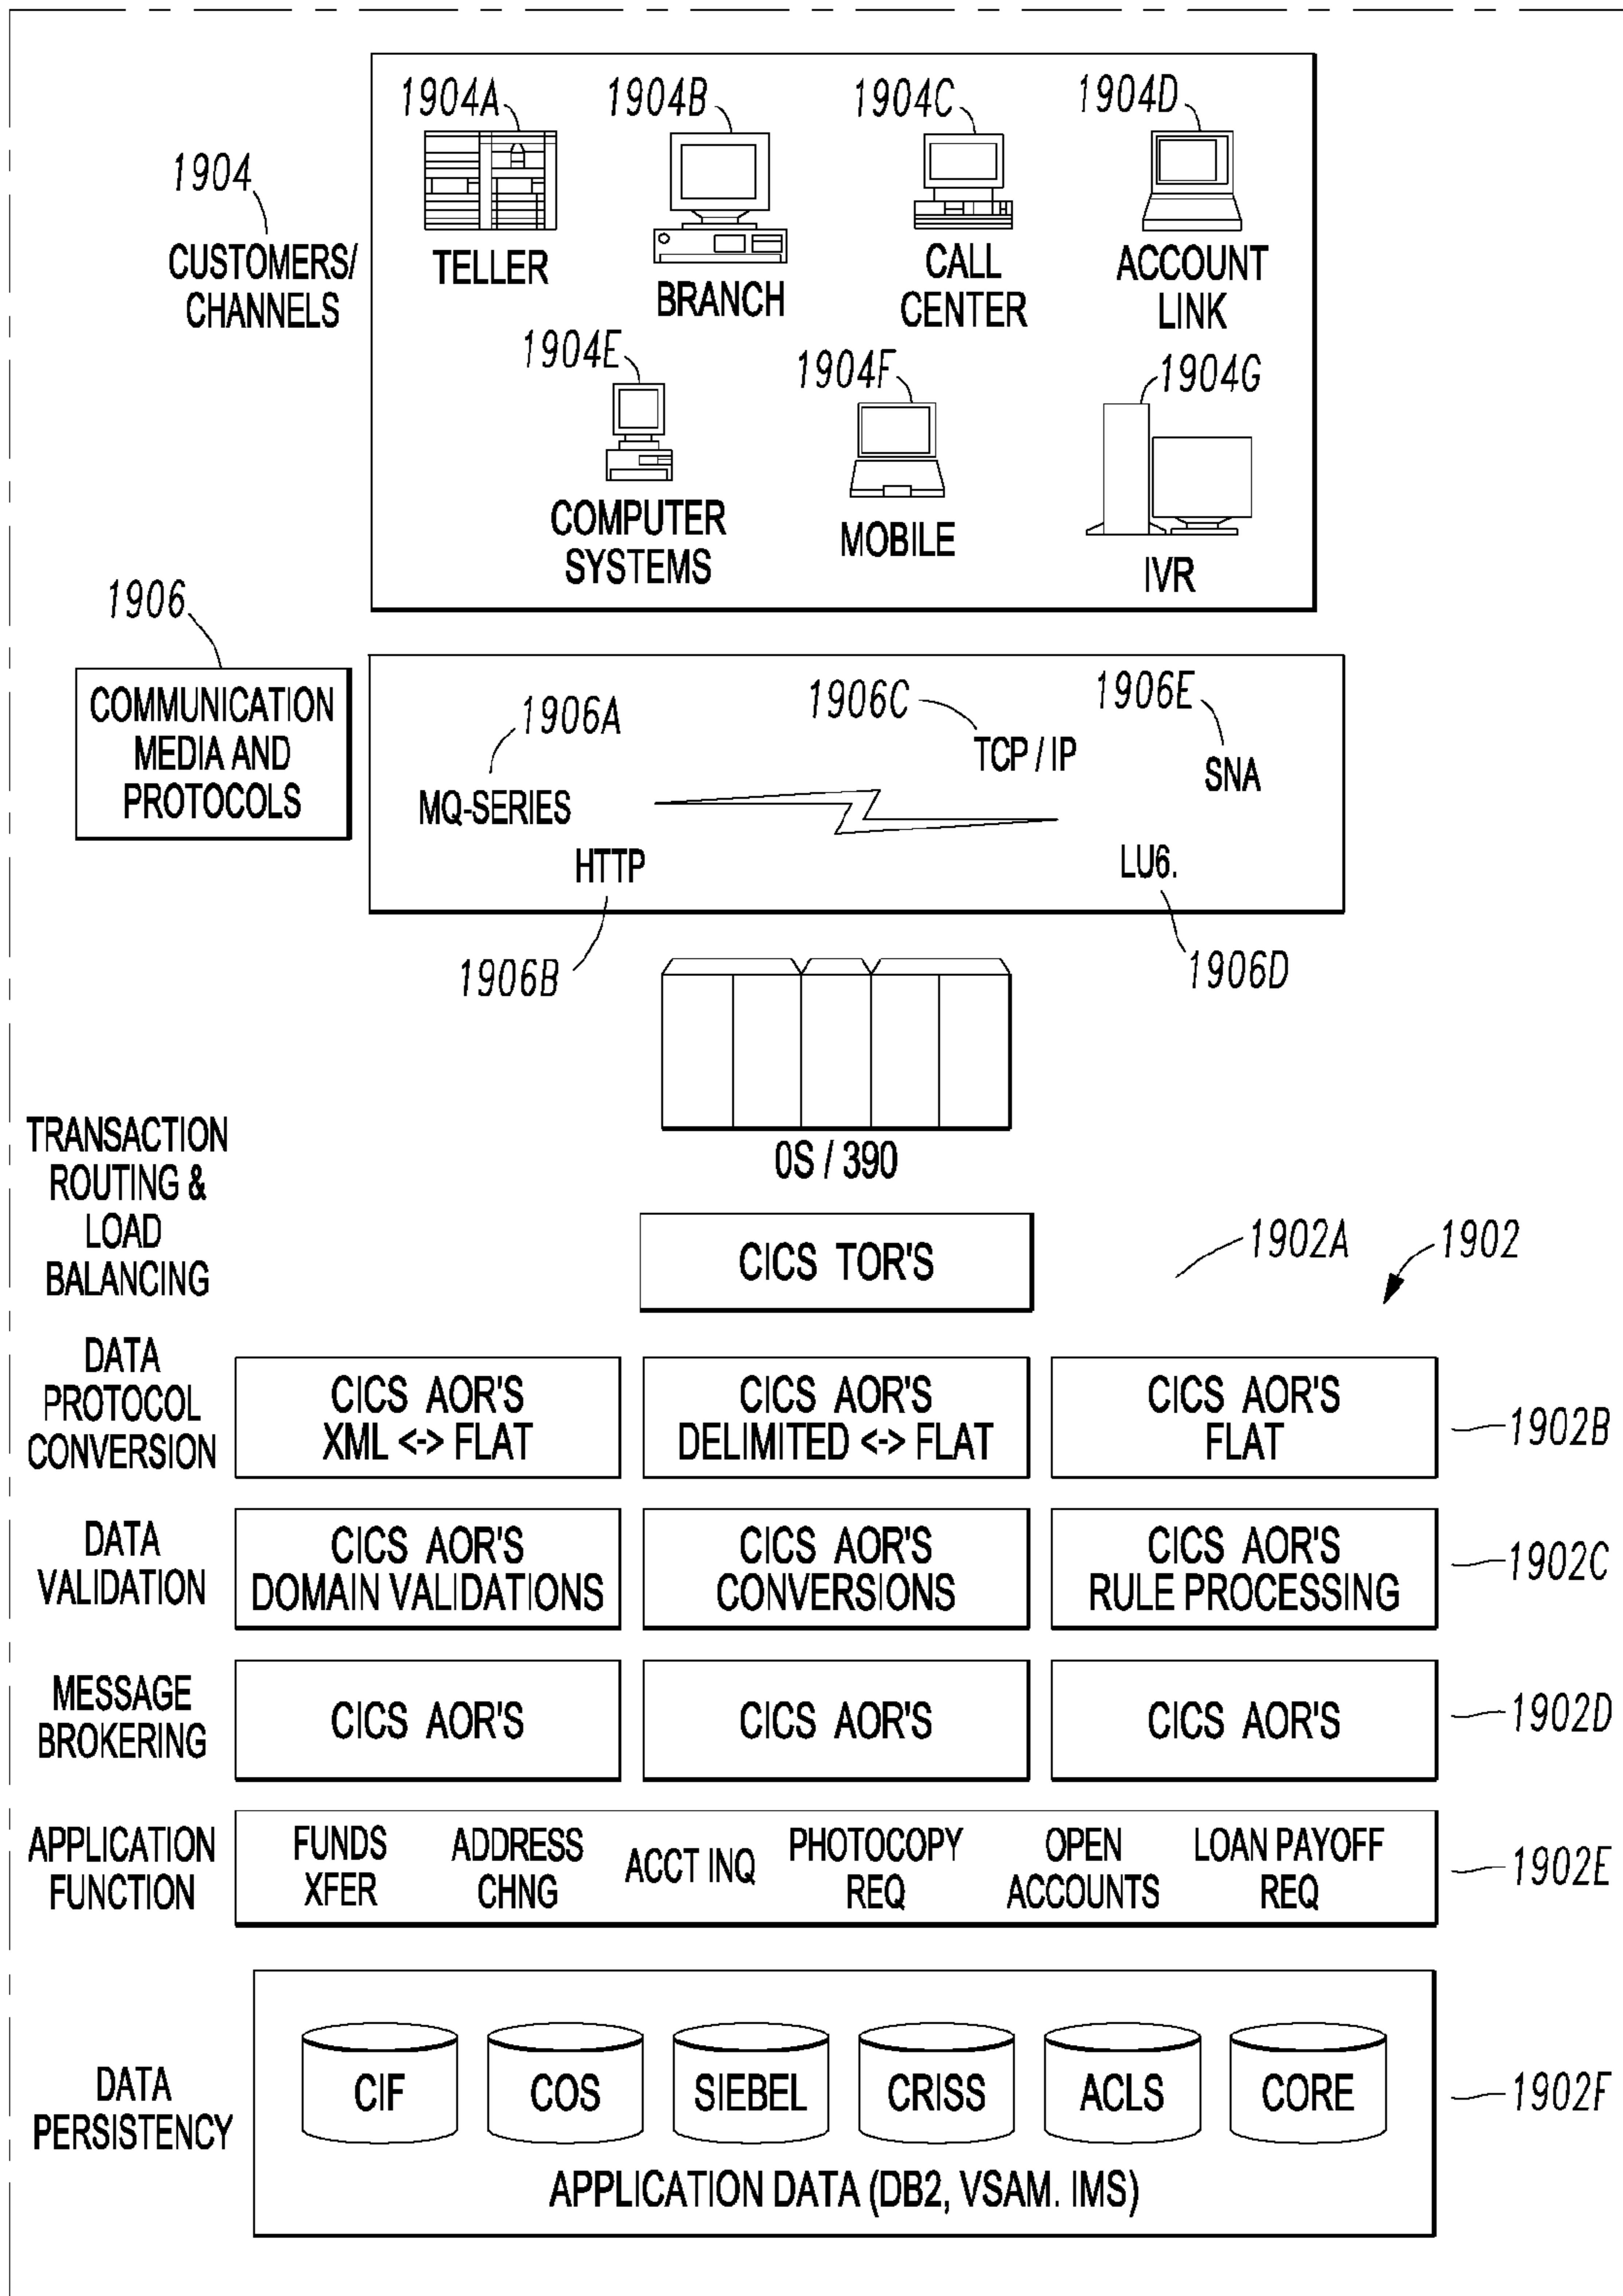 1904A
1904B
1904C
1904D
1904
CUSTOMERS/
CHANNELS
TELLER
BRANCH
CALL
CENTER
ACCOUNT
LINK
1904E
1904F
1904G
COMPUTER
SYSTEMS
MOBILE
IVR
1906
COMMUNICATION
MEDIA AND
PROTOCOLS
1906A
1906C
1906E
MQ-SERIES
TCP / IP
SNA
HTTP
LU6.
1906B
1906D
OS / 390
TRANSACTION
ROUTING &
LOAD
BALANCING
CICS TOR'S
1902A
1902
DATA
PROTOCOL
CONVERSION
CICS AOR'S
XML <-> FLAT
CICS AOR'S
DELIMITED <-> FLAT
CICS AOR'S
FLAT
1902B
DATA
VALIDATION
CICS AOR'S
DOMAIN VALIDATIONS
CICS AOR'S
CONVERSIONS
CICS AOR'S
RULE PROCESSING
1902C
MESSAGE
BROKERING
CICS AOR'S
CICS AOR'S
CICS AOR'S
1902D
APPLICATION
FUNCTION
FUNDS
XFER
ADDRESS
CHNG
ACCT INQ
PHOTOCOPY
REQ
OPEN
ACCOUNTS
LOAN PAYOFF
REQ
1902E
DATA
PERSISTENCY
CIF
COS
SIEBEL
CRISS
ACLS
CORE
1902F
APPLICATION DATA (DB2, VSAM. IMS)